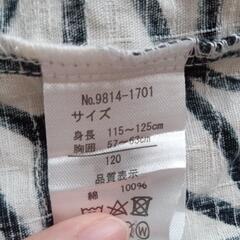 No.9814-1701
サイズ
身長 115～125cm
胸囲 57～63cm
120
品質表示
綿 100%